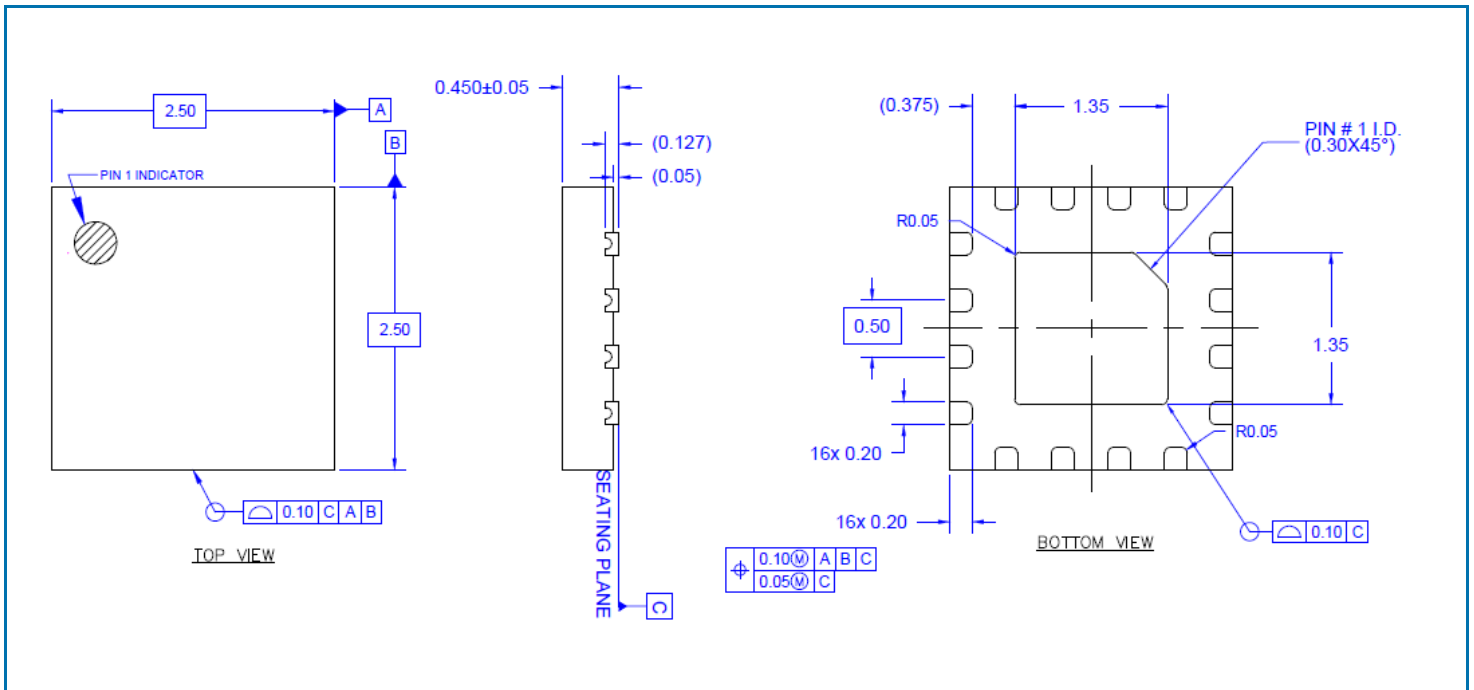 2.50
A
B
PIN 1 INDICATOR
2.50
0.10 C A B
TOP VIEW
0.450±0.05
(0.127)
(0.05)
SEATING PLANE
C
(0.375)
1.35
PIN # 1 I.D.
(0.30X45°)
R0.05
0.50
1.35
16x 0.20
R0.05
16x 0.20
0.10Ⓜ A B C
0.05Ⓜ C
0.10 C
BOTTOM VIEW